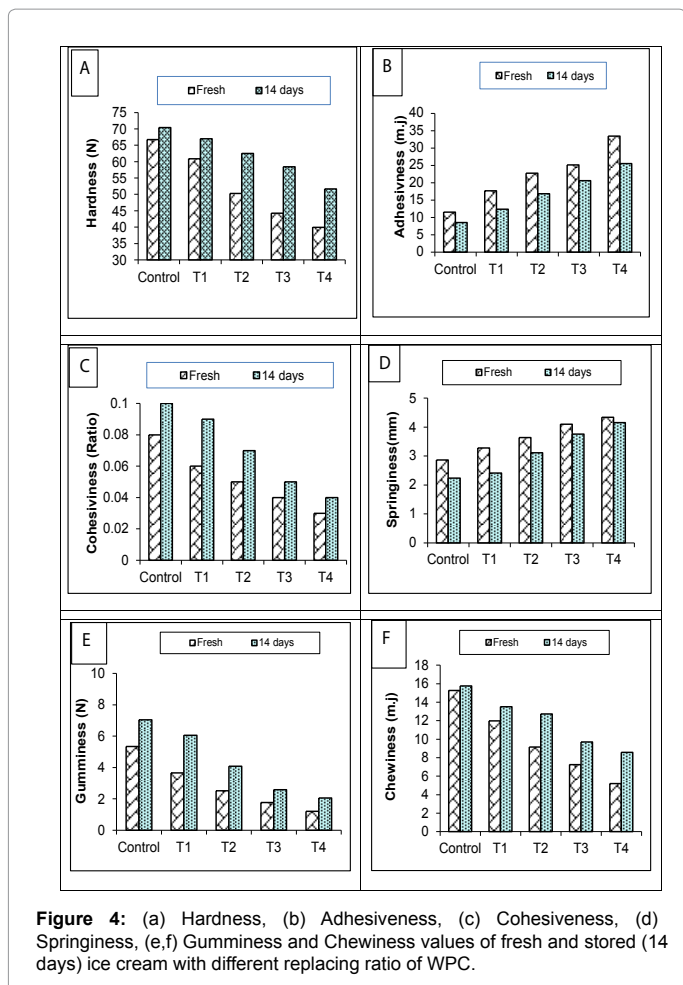 A
Fresh 14 days
75
70
65
60
55
50
45
40
35
30
Hardness (N)
Control T1 T2 T3 T4
B
Fresh 14 days
40
35
30
25
20
15
10
5
0
Adhesivness (m.j)
Control T1 T2 T3 T4
C
Fresh 14 days
0.1
0.08
0.06
0.04
0.02
0
Cohesiviness (Ratio)
Control T1 T2 T3 T4
D
Fresh 14 days
5
4
3
2
1
0
Springiness(mm)
Control T1 T2 T3 T4
E
Fresh 14 days
10
8
6
4
2
0
Gumminess (N)
Control T1 T2 T3 T4
F
Fresh 14 days
18
16
14
12
10
8
6
4
2
0
Chewiness (m.j)
Control T1 T2 T3 T4
Figure 4: (a) Hardness, (b) Adhesiveness, (c) Cohesiveness, (d)
Springiness, (e,f) Gumminess and Chewiness values of fresh and stored (14
days) ice cream with different replacing ratio of WPC.